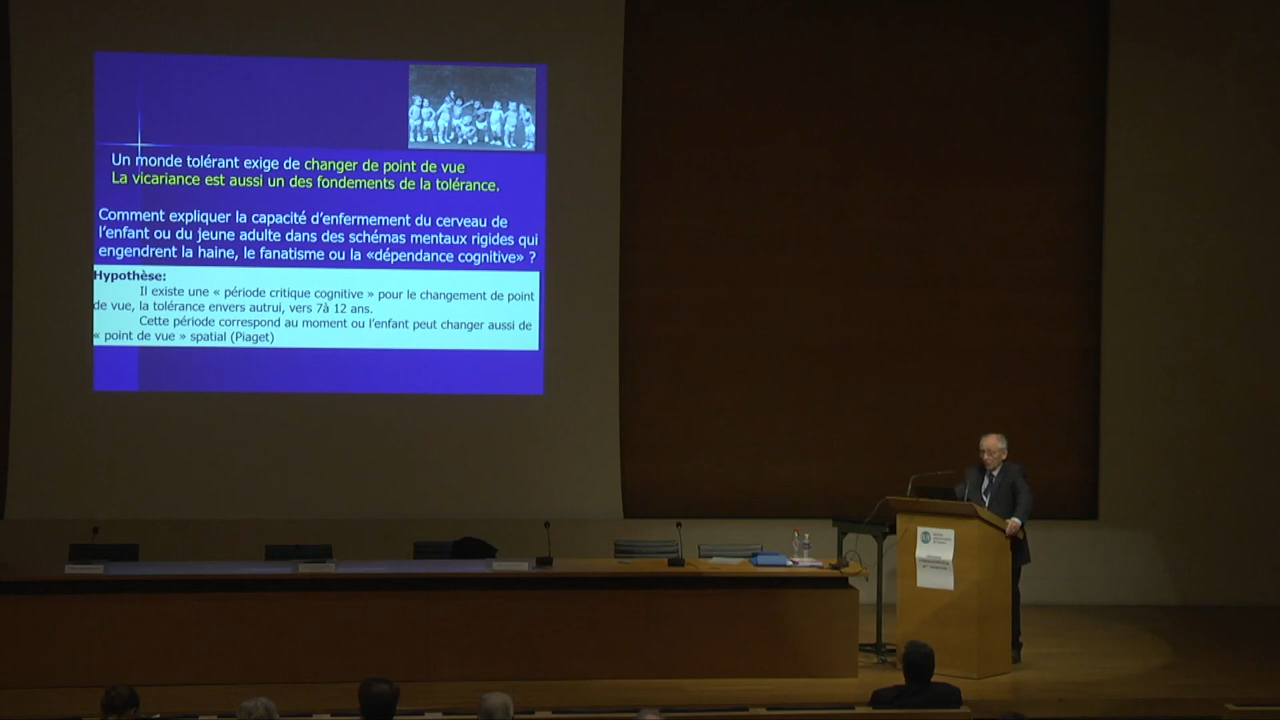 Un monde tolérant exige de changer de point de vue
La vicariance est aussi un des fondements de la tolérance.
Comment expliquer la capacité d’enfermement du cerveau de
l’enfant ou du jeune adulte dans des schémas mentaux rigides qui
engendrent la haine, le fanatisme ou la «dépendance cognitive» ?
Hypothèse:
Il existe une « période critique cognitive » pour le changement de point
de vue, la tolérance envers autrui, vers 7à 12 ans.
Cette période correspond au moment ou l’enfant peut changer aussi de
« point de vue » spatial (Piaget)